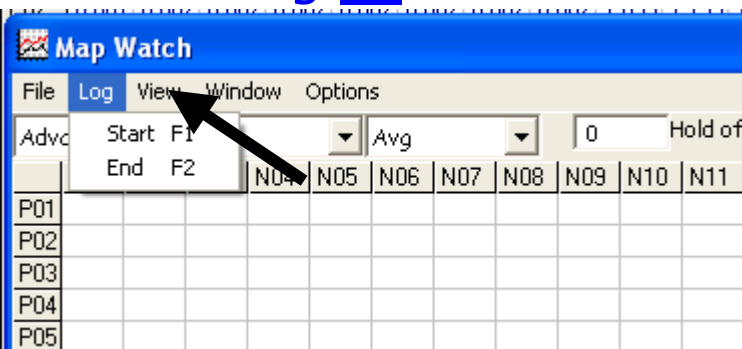 Map Watch
File Log View Window Options
Start F1
End F2
Avg 0 Hold of
N04 N05 N06 N07 N08 N09 N10 N11
P01
P02
P03
P04
P05